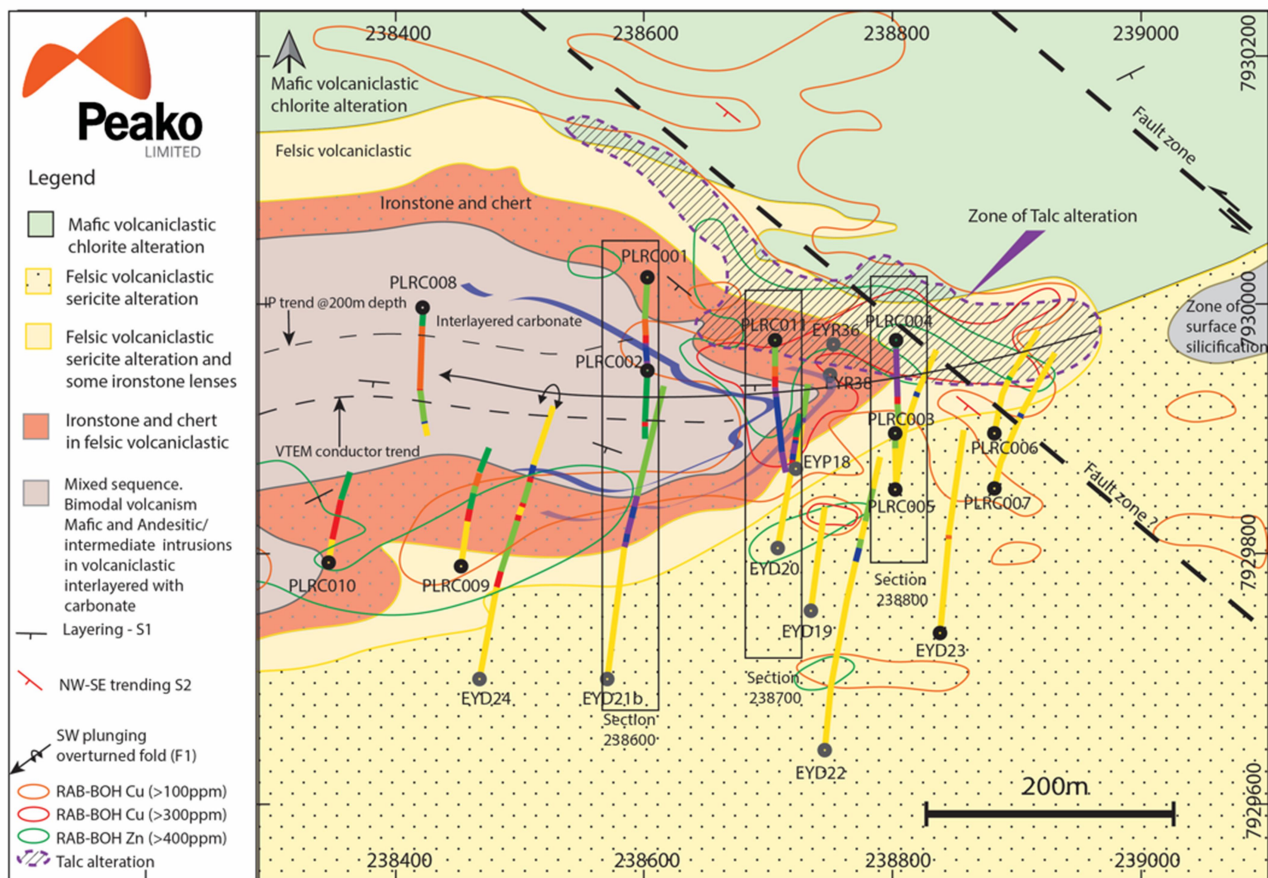 Peako
LIMITED
Legend
Mafic volcaniclastic
chlorite alteration
Felsic volcaniclastic
sericite alteration
Felsic volcaniclastic
sericite alteration and
some ironstone lenses
Ironstone and chert
in felsic volcaniclastic
Mixed sequence.
Bimodal volcanism
Mafic and Andesitic/
intermediate intrusions
in volcaniclastic
interlayered with
carbonate
Layering - S1
NW-SE trending S2
SW plunging
overturned fold (F1)
RAB-BOH Cu (>100ppm)
RAB-BOH Cu (>300ppm)
RAB-BOH Zn (>400ppm)
Talc alteration
238400
238600
238800
239000
7930200
Mafic volcaniclastic
chlorite alteration
Fault zone
Felsic volcaniclastic
Ironstone and chert
Zone of Talc alteration
PLRC001
PLRC008
IP trend @200m depth
Interlayered carbonate
PLRC011
EYR36
PLRC004
Zone of
surface
silicification
7930000
PLRC002
EYR38
PLRC003
VTEM conductor trend
EYP18
PLRC006
PLRC005
PLRC007
Fault zone ?
7929800
PLRC010
PLRC009
EYD20
Section
238800
EYD19
EYD23
EYD24
EYD21b
Section
238700
Section
238600
EYD22
200m
7929600
238400
238600
238800
239000